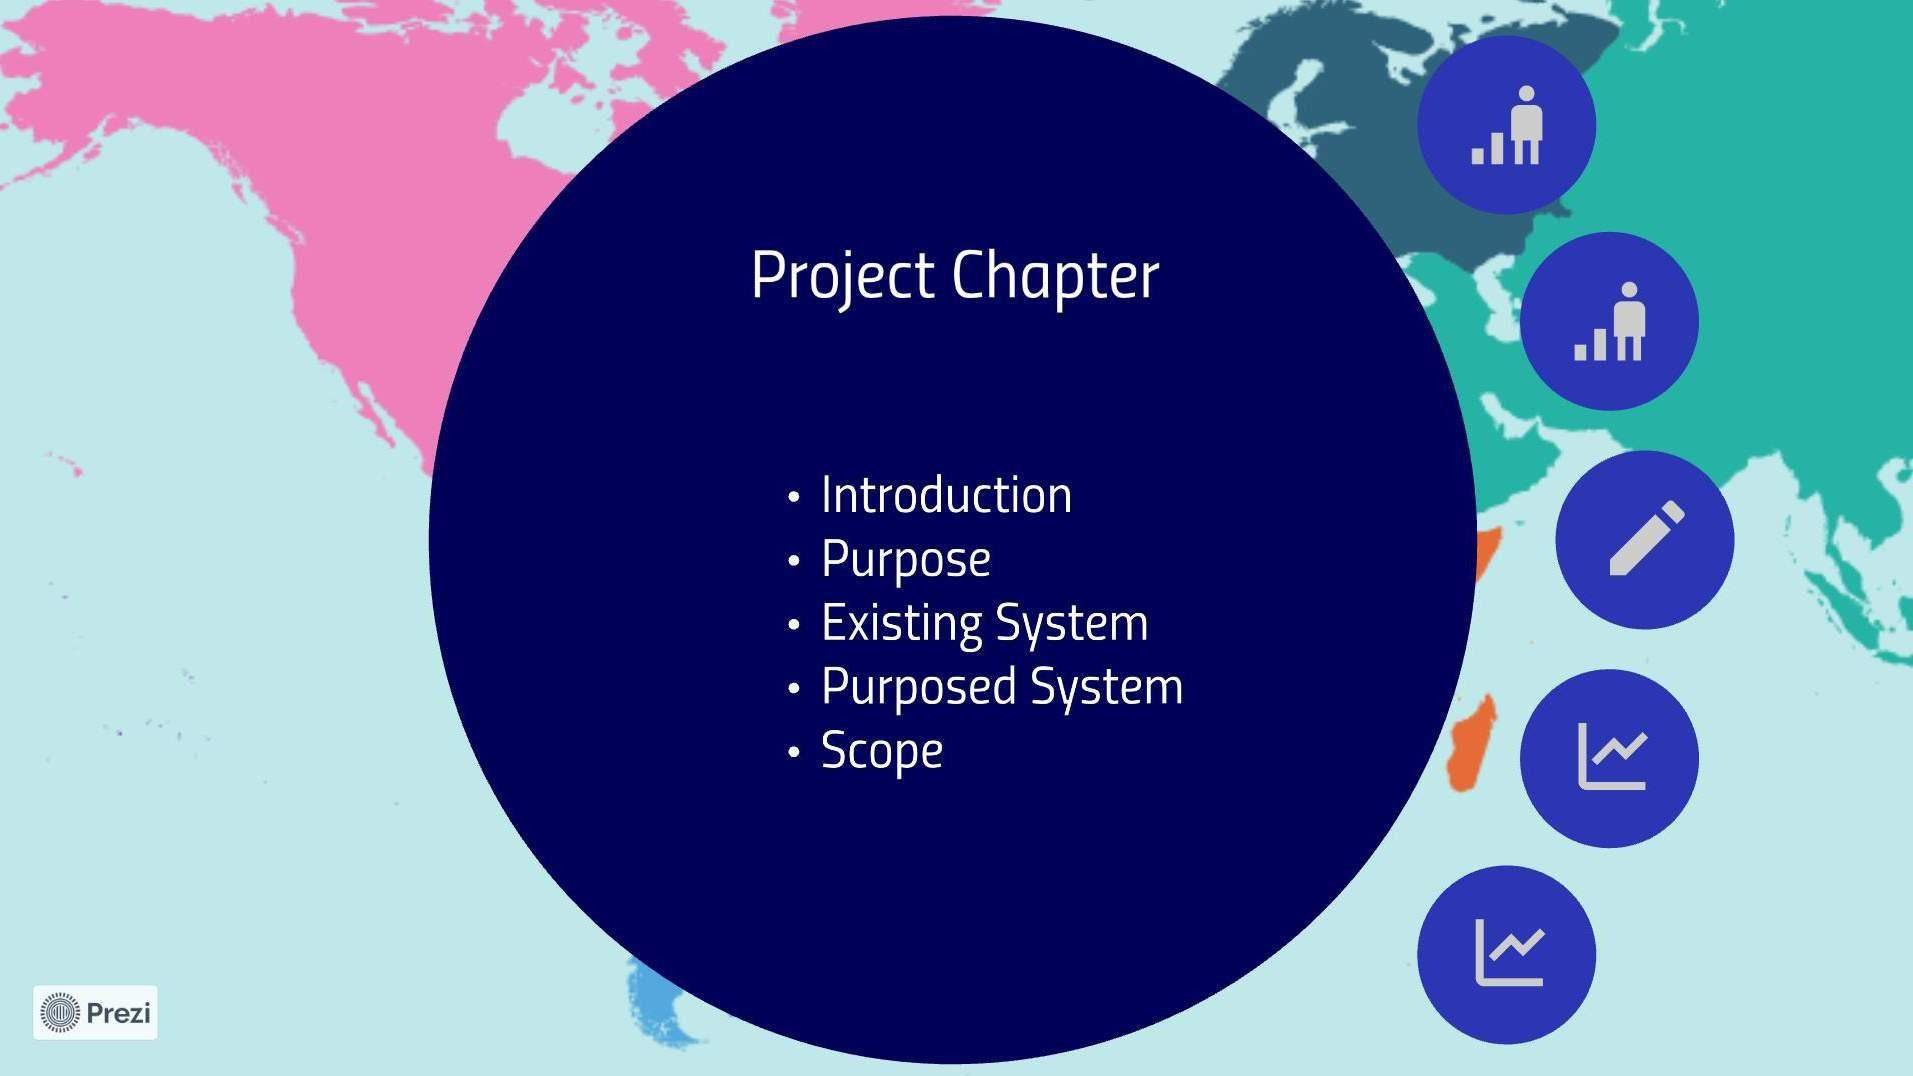 Project Chapter
• Introduction
• Purpose
• Existing System
• Purposed System
• Scope
Prezi